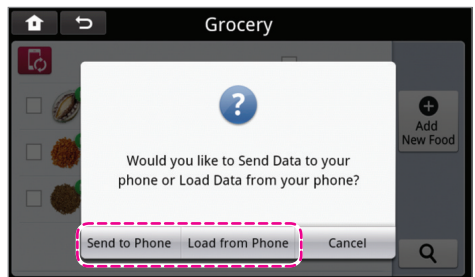 Grocery
Add
New Food
?
Would you like to Send Data to your
phone or Load Data from your phone?
Send to Phone Load from Phone Cancel